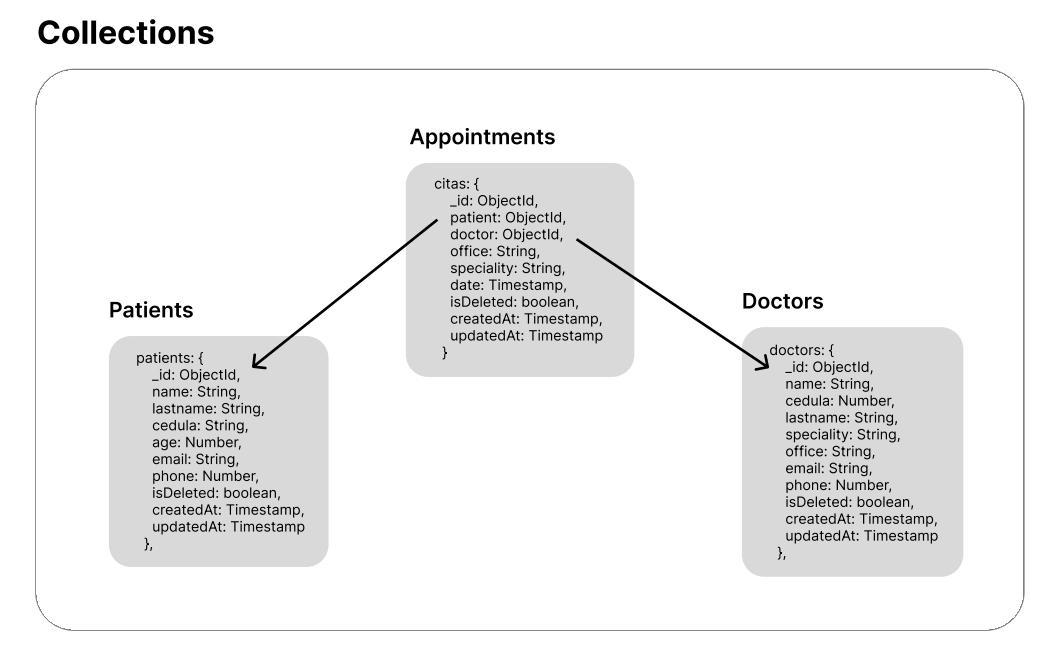 Collections
Appointments
citas: {
_id: ObjectId,
patient: ObjectId,
doctor: ObjectId,
office: String,
speciality: String,
date: Timestamp,
isDeleted: boolean,
createdAt: Timestamp,
updatedAt: Timestamp
}
Patients
patients: {
_id: ObjectId,
name: String,
lastname: String,
cedula: String,
age: Number,
email: String,
phone: Number,
isDeleted: boolean,
createdAt: Timestamp,
updatedAt: Timestamp
},
Doctors
doctors: {
_id: ObjectId,
name: String,
cedula: Number,
lastname: String,
speciality: String,
office: String,
email: String,
phone: Number,
isDeleted: boolean,
createdAt: Timestamp,
updatedAt: Timestamp
},